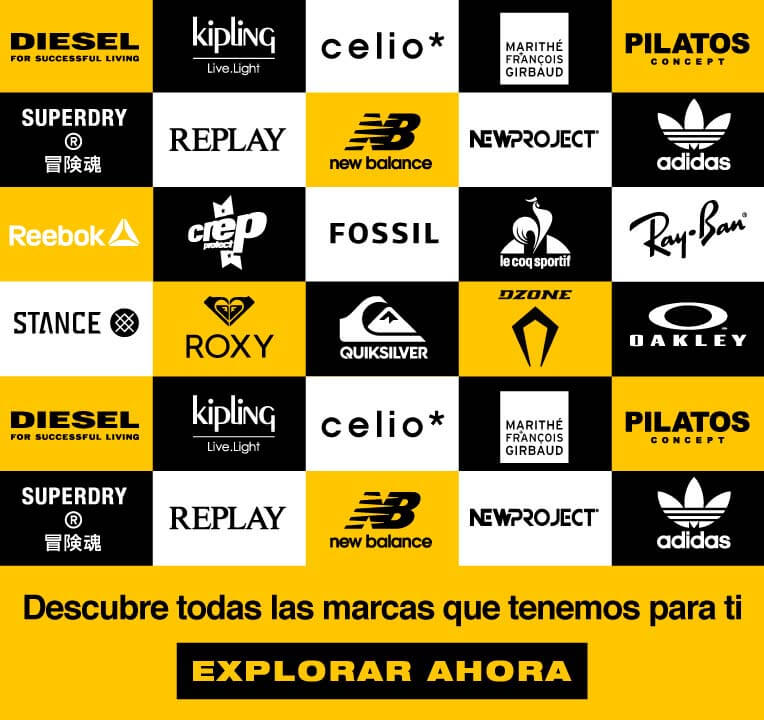 DIESEL
FOR SUCCESSFUL LIVING
kipling
Live.Light
celio*
MARITHÉ
+
FRANÇOIS
GIRBAUD
PILATOS
CONCEPT
SUPERDRY
®
冒険魂
REPLAY
NB
new balance
NEWPROJECT
adidas
Reebok
crep
protect
FOSSIL
le coq sportif
Ray-Ban
STANCE
ROXY
QUIKSILVER
DZONE
OAKLEY
DIESEL
FOR SUCCESSFUL LIVING
kipling
Live.Light
celio*
MARITHÉ
+
FRANÇOIS
GIRBAUD
PILATOS
CONCEPT
SUPERDRY
®
冒険魂
REPLAY
NB
new balance
NEWPROJECT
adidas
Descubre todas las marcas que tenemos para ti
EXPLORAR AHORA